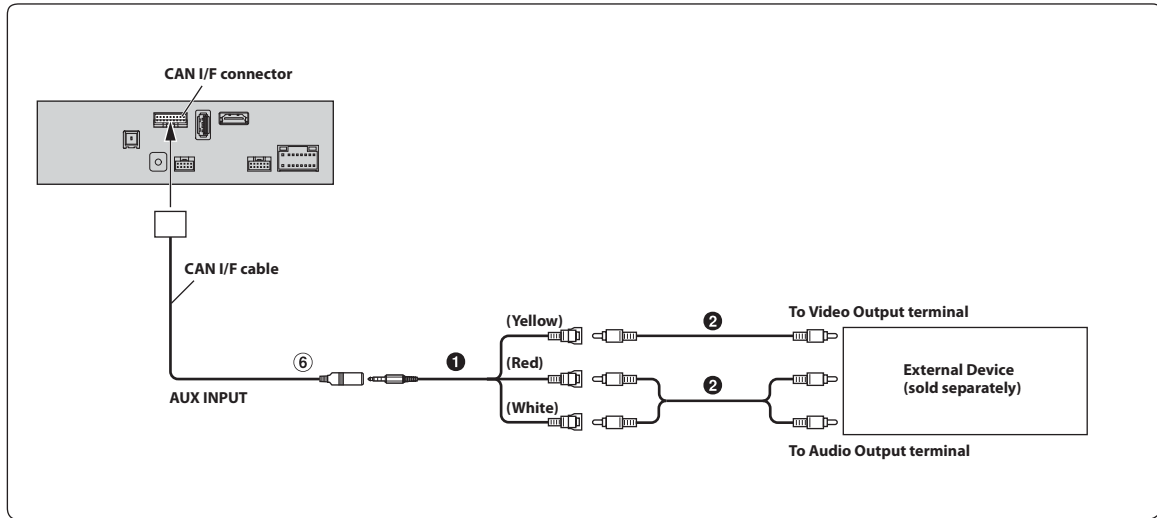 CAN I/F connector
CAN I/F cable
(Yellow)
❷
To Video Output terminal
⑥
❶
(Red)
❷
External Device
(sold separately)
AUX INPUT
(White)
To Audio Output terminal